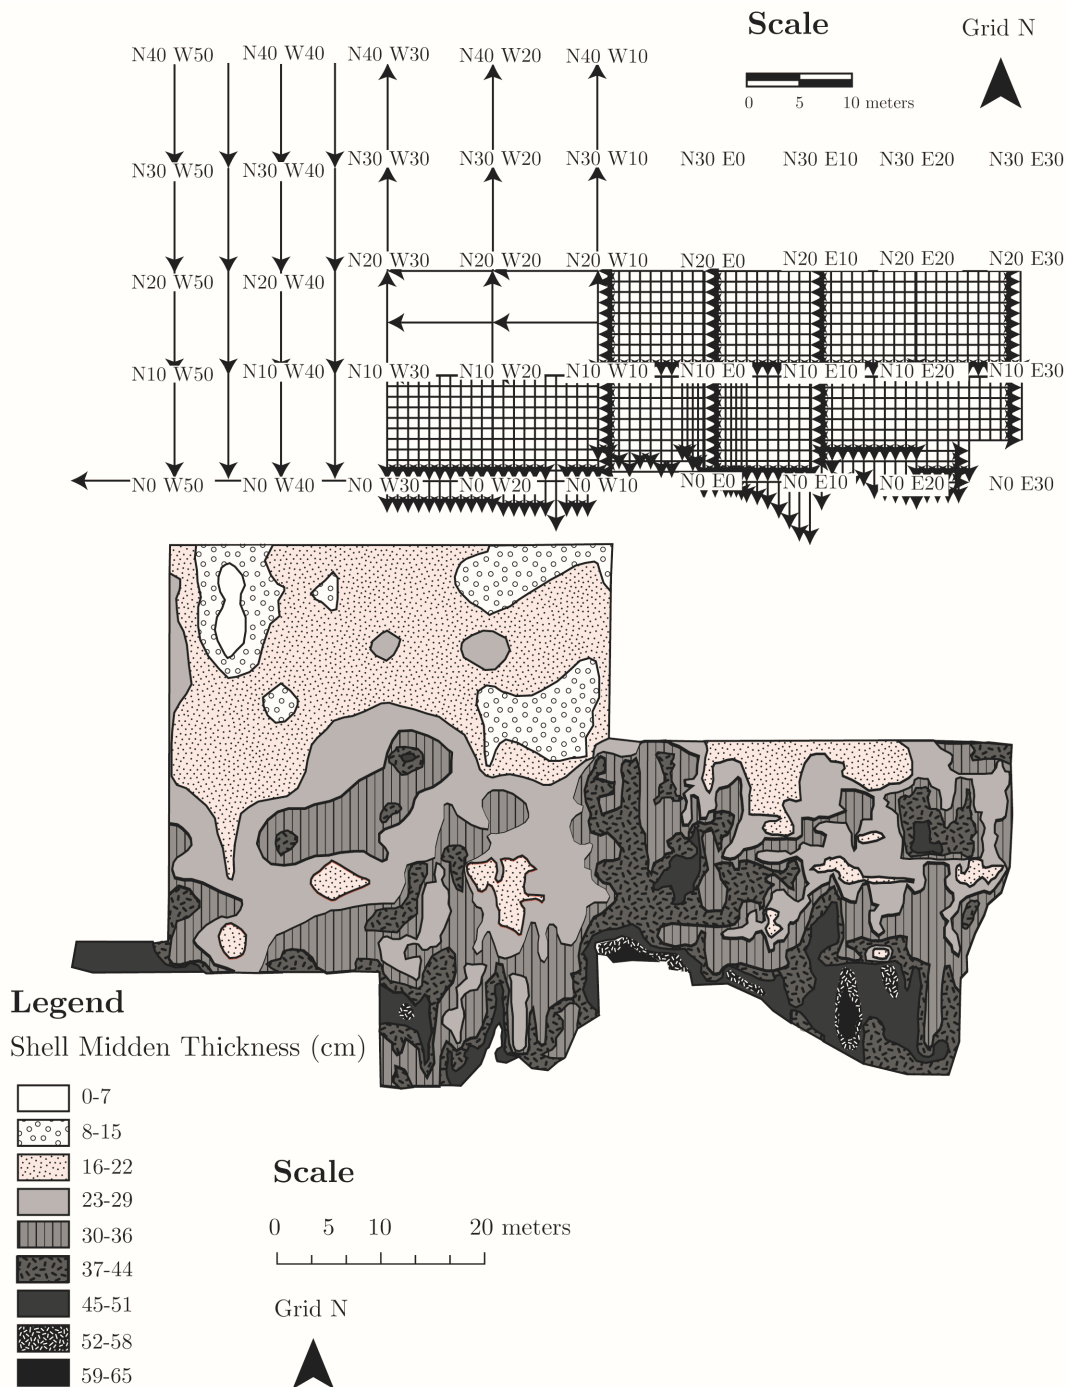 Scale
Grid N
0 5 10 meters
N40 W50 N40 W40 N40 W30 N40 W20 N40 W10
N30 W50 N30 W40 N30 W30 N30 W20 N30 W10 N30 E0 N30 E10 N30 E20 N30 E30
N20 W50 N20 W40 N20 W30 N20 W20 N20 W10 N20 E0 N20 E10 N20 E20 N20 E30
N10 W50 N10 W40 N10 W30 N10 W20 N10 W10 N10 E0 N10 E10 N10 E20 N10 E30
N0 W50 N0 W40 N0 W30 N0 W20 N0 W10 N0 E0 N0 E10 N0 E20 N0 E30
Legend
Shell Midden Thickness (cm)
0-7
8-15
16-22
23-29
30-36
37-44
45-51
52-58
59-65
Scale
0 5 10 20 meters
Grid N